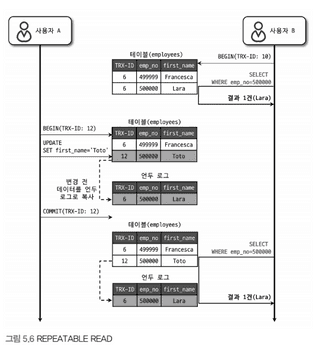 사용자 A
사용자 B
테이블(employees)
BEGIN(TRX-ID: 10)
TRX-ID emp_no first_name
6 499999 Francesca
6 500000 Lara
SELECT
WHERE emp_no=500000
결과 1건(Lara)
BEGIN(TRX-ID: 12)
테이블(employees)
TRX-ID emp_no first_name
6 499999 Francesca
12 500000 Toto
UPDATE
SET first_name='Toto'
변경 전
데이터를 언두
로그로 복사
언두 로그
TRX-ID emp_no first_name
6 500000 Lara
COMMIT(TRX-ID: 12)
테이블(employees)
TRX-ID emp_no first_name
6 499999 Francesca
12 500000 Toto
SELECT
WHERE emp_no=500000
언두 로그
TRX-ID emp_no first_name
6 500000 Lara
결과 1건(Lara)
그림 5.6 REPEATABLE READ